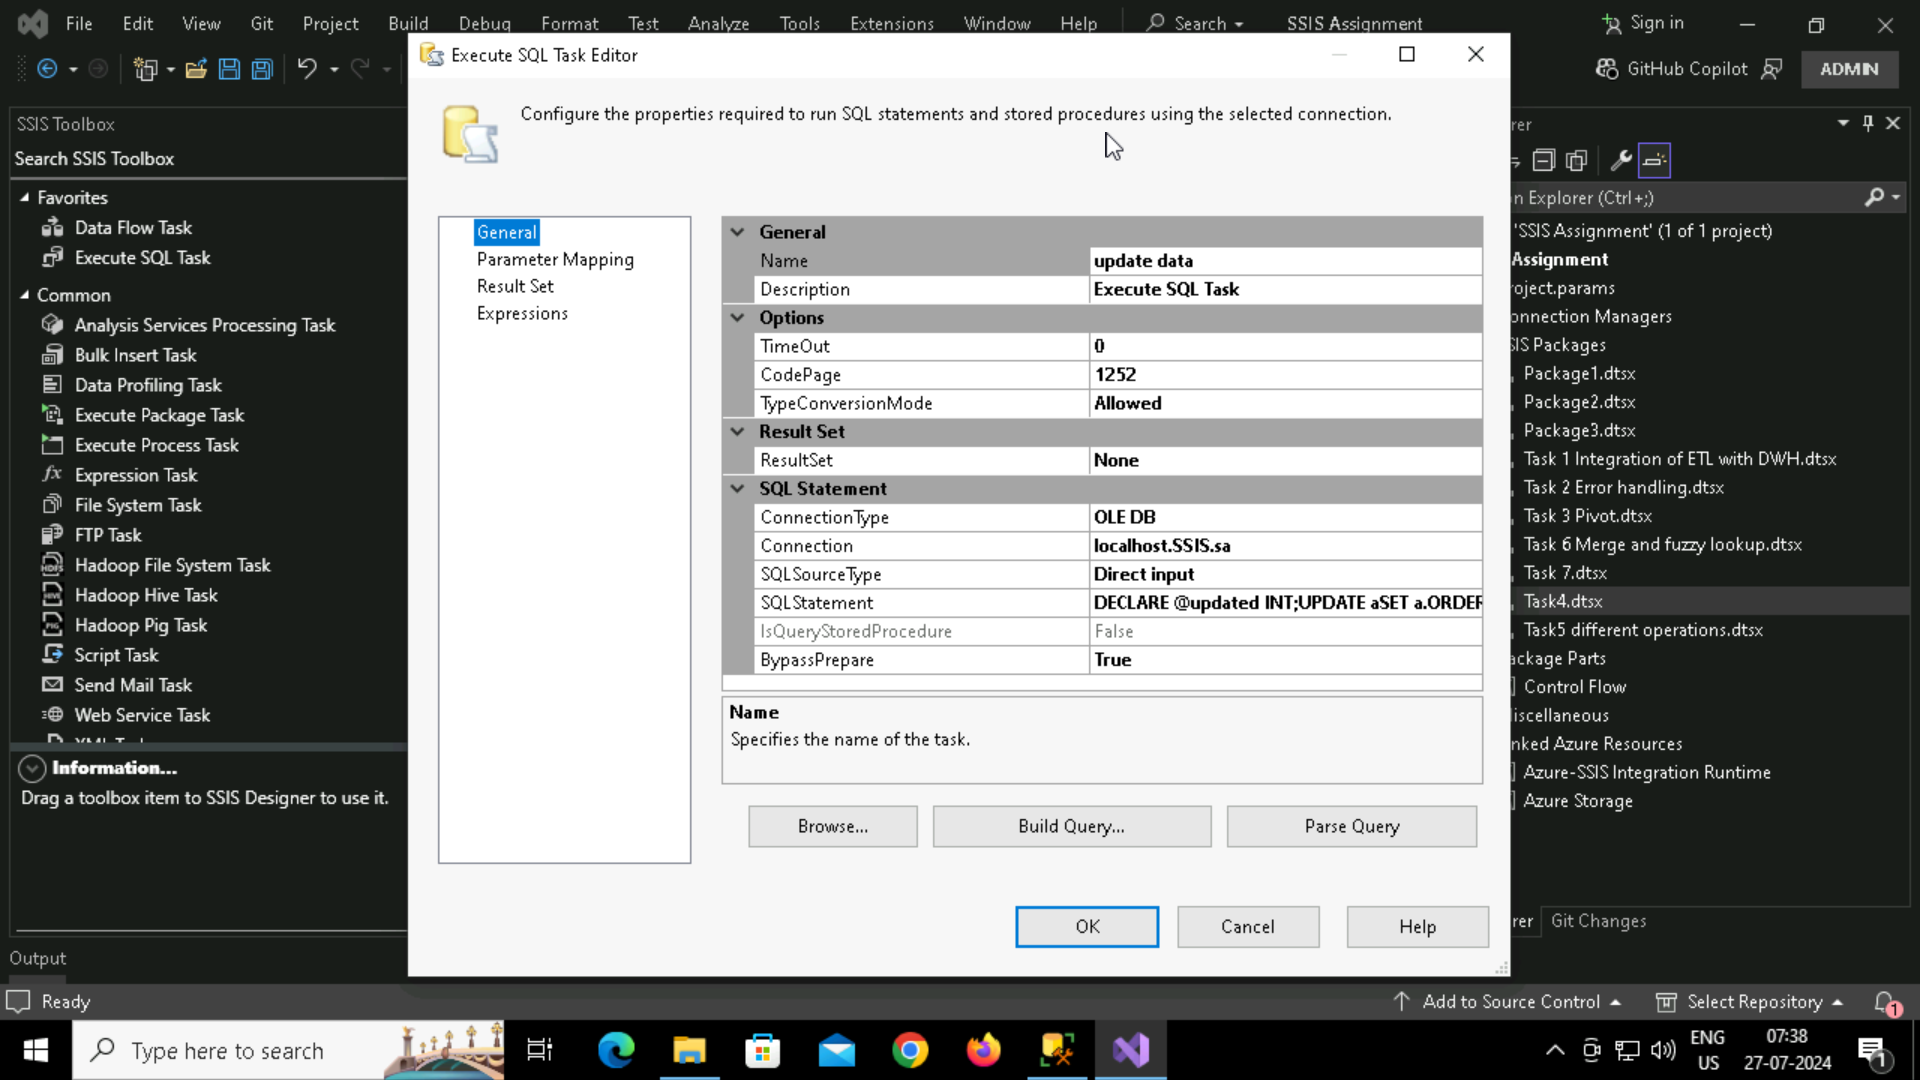 File Edit View Git Project Build Debug Format Test Analyze Tools Extensions Window Help Search SSIS Assignment Sign in
Execute SQL Task Editor
GitHub Copilot ADMIN
Configure the properties required to run SQL statements and stored procedures using the selected connection.
SSIS Toolbox
Search SSIS Toolbox
Favorites
Data Flow Task
Execute SQL Task
Common
Analysis Services Processing Task
Bulk Insert Task
Data Profiling Task
Execute Package Task
Execute Process Task
Expression Task
File System Task
FTP Task
Hadoop File System Task
Hadoop Hive Task
Hadoop Pig Task
Script Task
Send Mail Task
Web Service Task
Information...
Drag a toolbox item to SSIS Designer to use it.
Output
General
Parameter Mapping
Result Set
Expressions
General
Name update data
Description Execute SQL Task
Options
TimeOut 0
CodePage 1252
TypeConversionMode Allowed
Result Set
ResultSet None
SQL Statement
ConnectionType OLE DB
Connection localhost.SSIS.sa
SQLSourceType Direct input
SQLStatement DECLARE @updated INT;UPDATE aSET a.ORDER
IsQueryStoredProcedure False
BypassPrepare True
Name
Specifies the name of the task.
Browse... Build Query... Parse Query
OK Cancel Help
rer
n Explorer (Ctrl+;)
'SSIS Assignment' (1 of 1 project)
Assignment
oject.params
onnection Managers
SIS Packages
Package1.dtsx
Package2.dtsx
Package3.dtsx
Task 1 Integration of ETL with DWH.dtsx
Task 2 Error handling.dtsx
Task 3 Pivot.dtsx
Task 6 Merge and fuzzy lookup.dtsx
Task 7.dtsx
Task4.dtsx
Task5 different operations.dtsx
ackage Parts
Control Flow
iscellaneous
nked Azure Resources
Azure-SSIS Integration Runtime
Azure Storage
rer Git Changes
Ready Add to Source Control Select Repository 1
Type here to search
ENG 07:38
US 27-07-2024 1